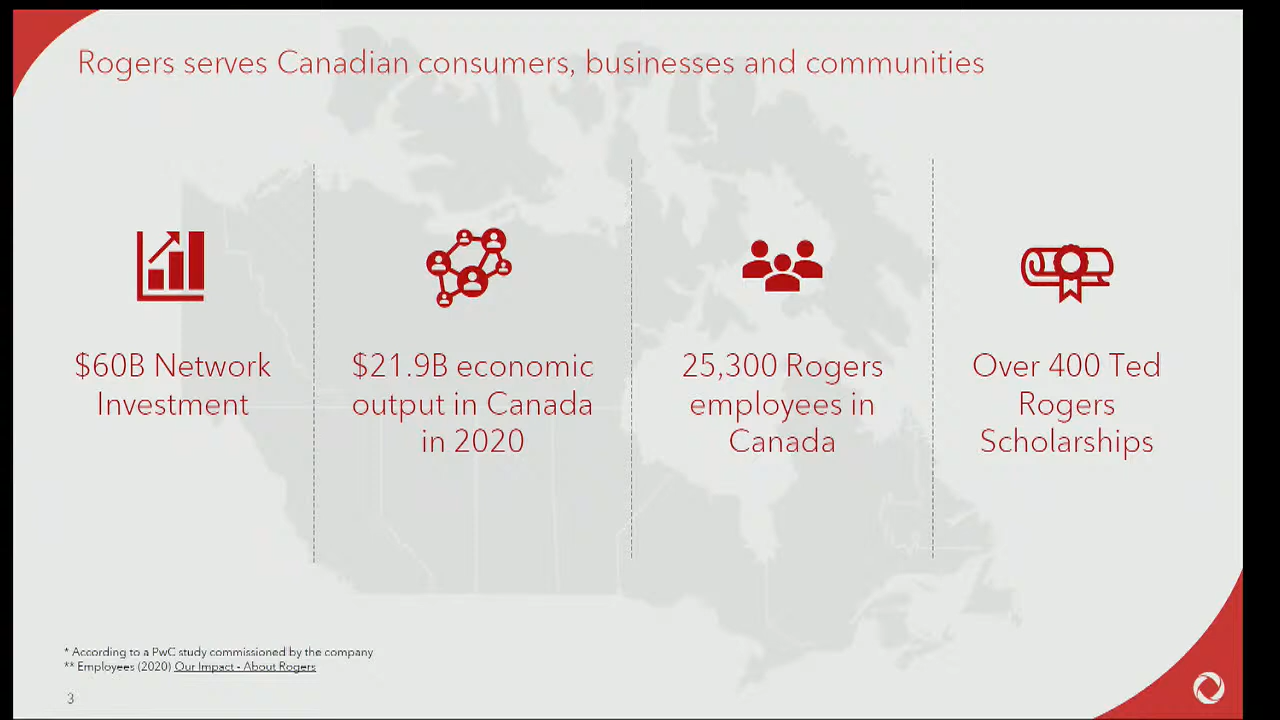 Rogers serves Canadian consumers, businesses and communities
$60B Network
Investment
$21.9B economic
output in Canada
in 2020
25,300 Rogers
employees in
Canada
Over 400 Ted
Rogers
Scholarships
* According to a PwC study commissioned by the company
** Employees (2020) Our Impact - About Rogers
3